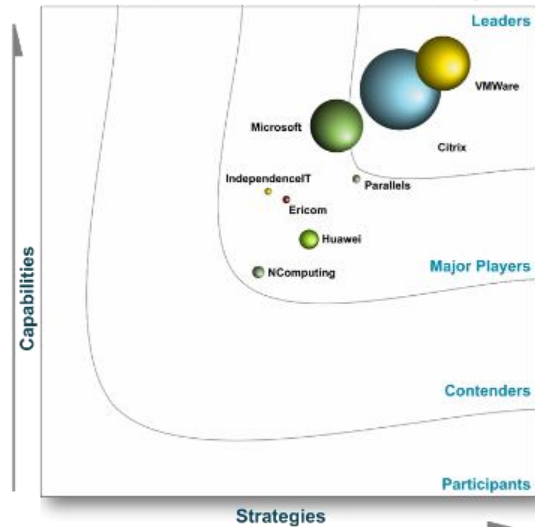 Leaders
VMWare
Microsoft
Citrix
IndependenceIT
Parallels
Ericom
Huawei
Major Players
NComputing
Capabilities
Contenders
Participants
Strategies